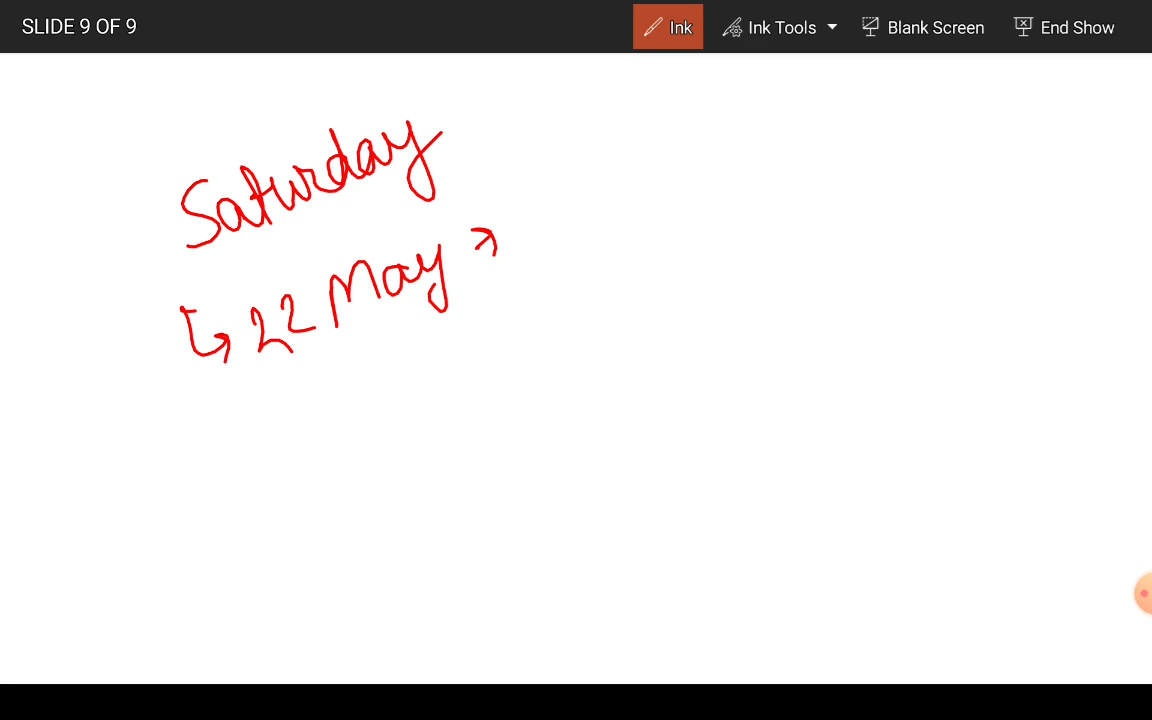 SLIDE 9 OF 9 Ink Ink Tools Blank Screen End Show
Saturday
↳ 22 May →